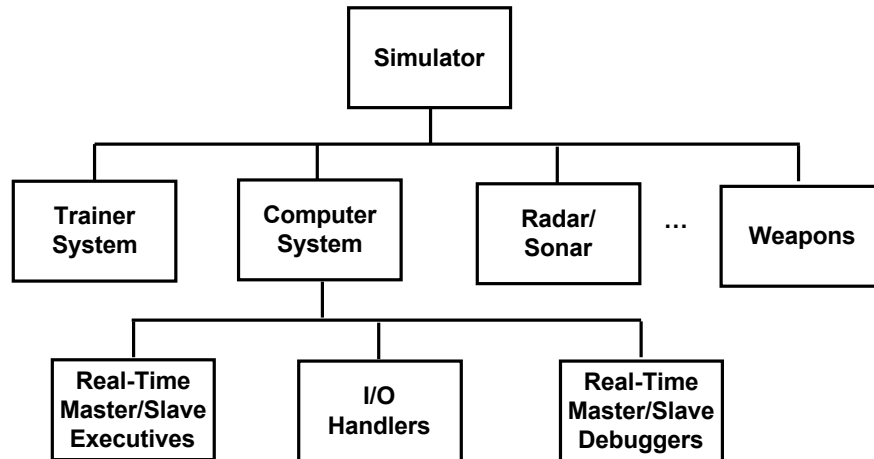 Simulator
Trainer
System
Computer
System
Radar/
Sonar
...
Weapons
Real-Time
Master/Slave
Executives
I/O
Handlers
Real-Time
Master/Slave
Debuggers